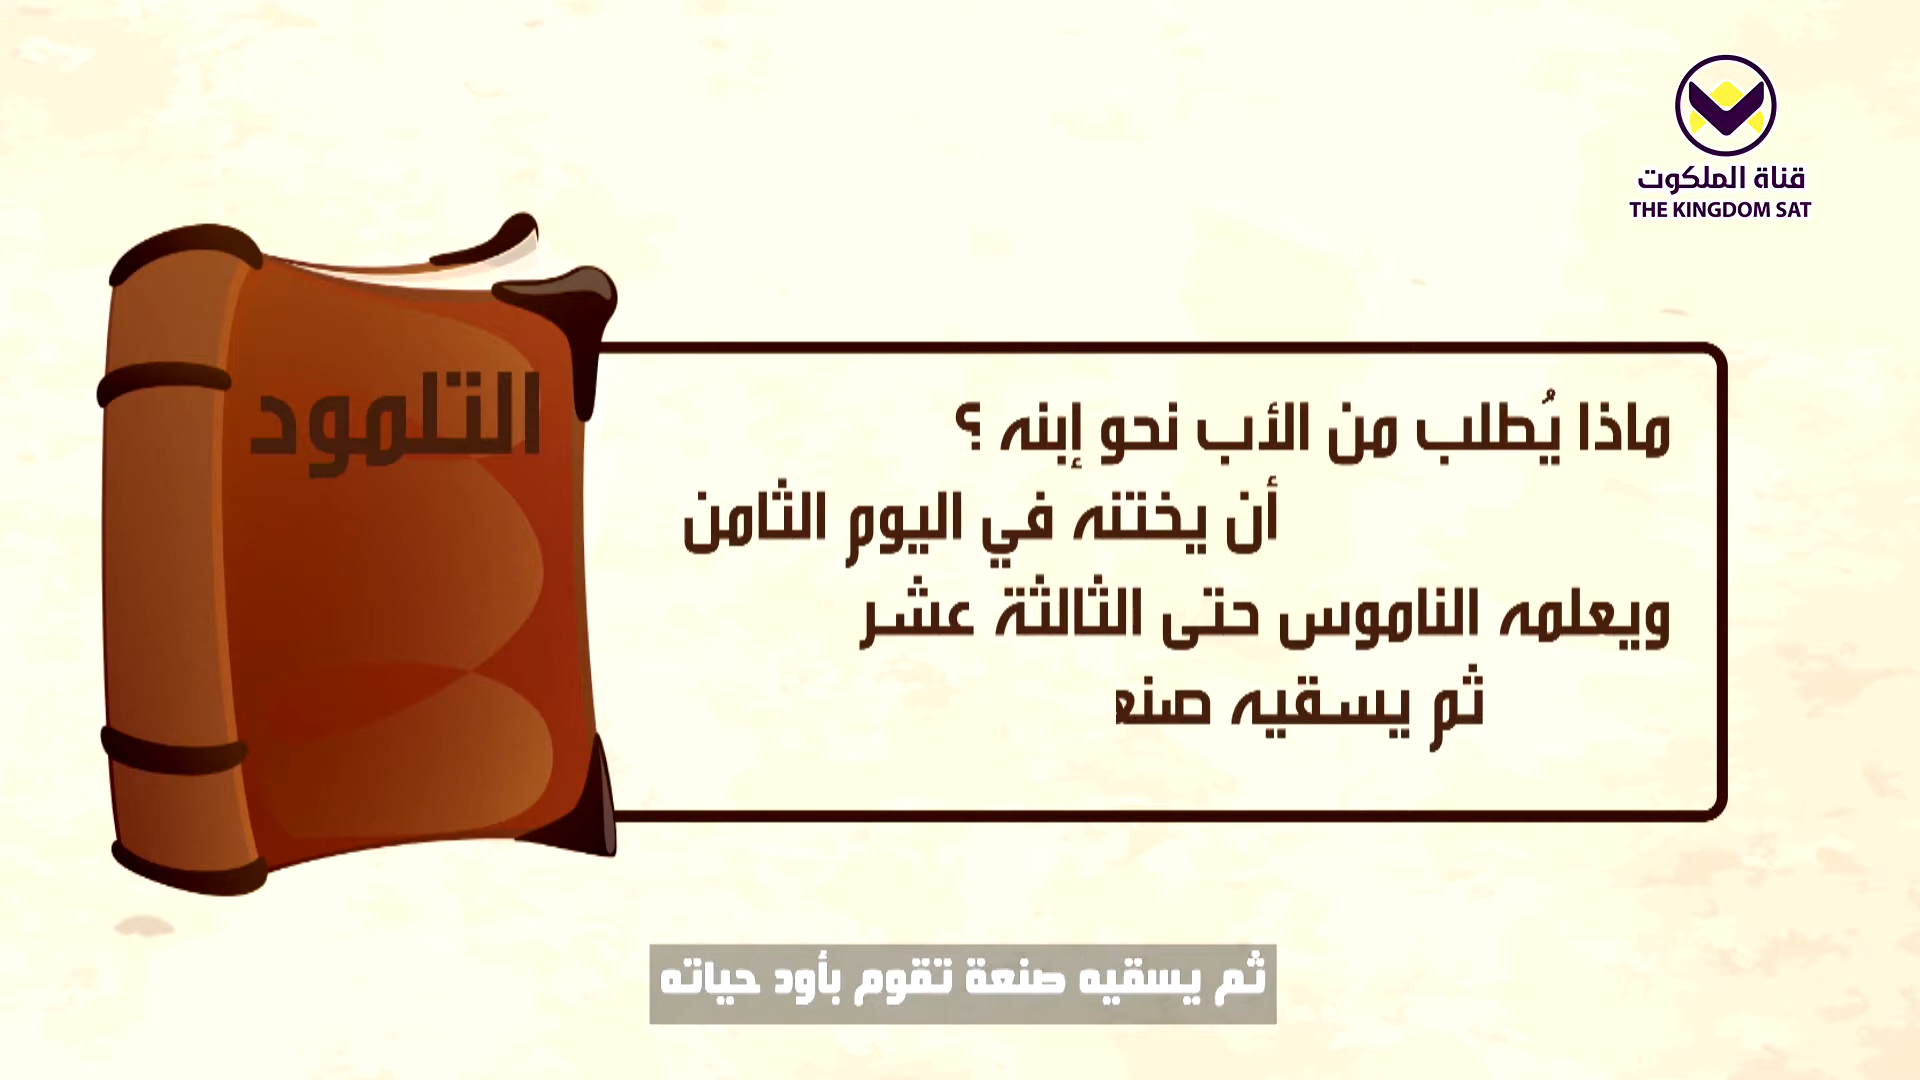 قناة الملكوت
THE KINGDOM SAT
التلمود
ماذا يُطلب من الأب نحو إبنه ؟
أن يختنه في اليوم الثامن
ويعلمه الناموس حتى الثالثة عشر
ثم يسقيه صنع
ثم يسقيه صنعة تقوم بأود حياته